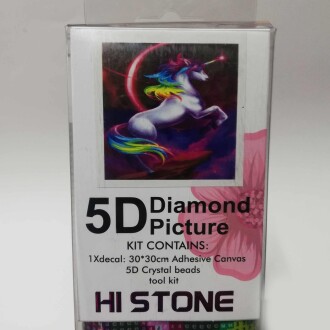 5D Diamond
Picture
KIT CONTAINS:
1Xdecal: 30*30cm Adhesive Canvas
5D Crystal beads
tool kit
HI STONE